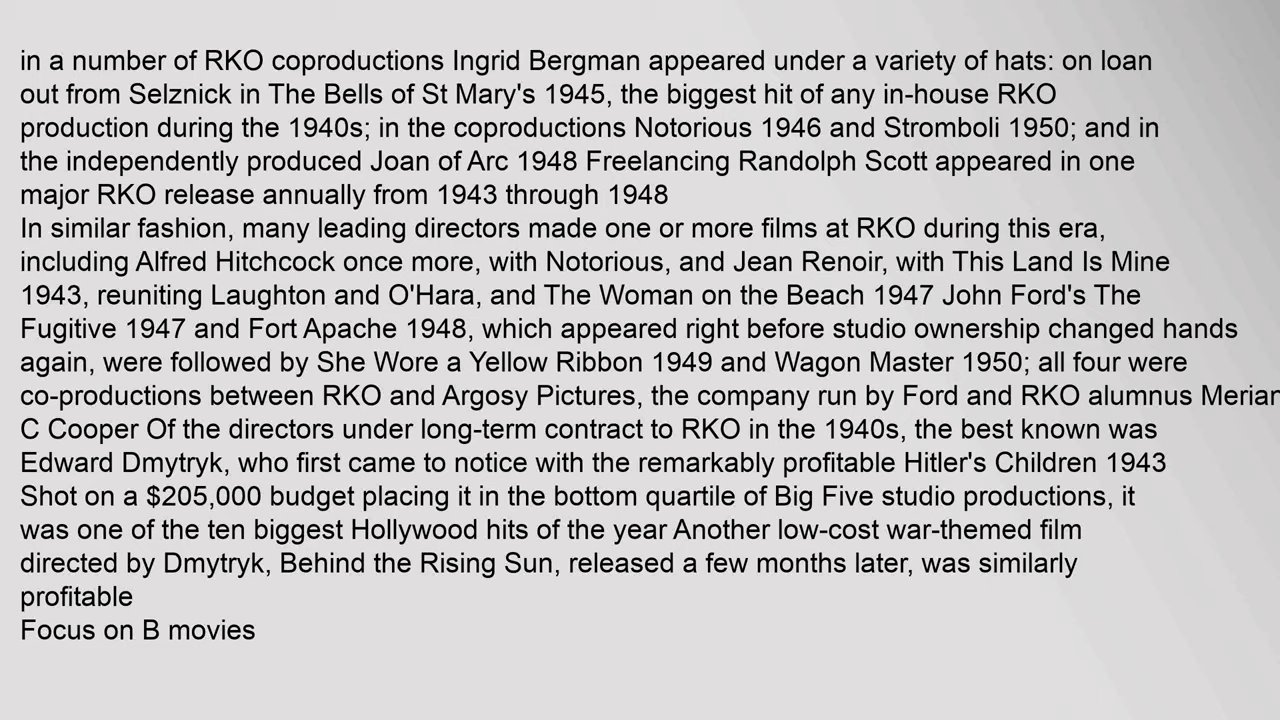 in a number of RKO coproductions Ingrid Bergman appeared under a variety of hats: on loan
out from Selznick in The Bells of St Mary's 1945, the biggest hit of any in-house RKO
production during the 1940s; in the coproductions Notorious 1946 and Stromboli 1950; and in
the independently produced Joan of Arc 1948 Freelancing Randolph Scott appeared in one
major RKO release annually from 1943 through 1948
In similar fashion, many leading directors made one or more films at RKO during this era,
including Alfred Hitchcock once more, with Notorious, and Jean Renoir, with This Land Is Mine
1943, reuniting Laughton and O'Hara, and The Woman on the Beach 1947 John Ford's The
Fugitive 1947 and Fort Apache 1948, which appeared right before studio ownership changed hands
again, were followed by She Wore a Yellow Ribbon 1949 and Wagon Master 1950; all four were
co-productions between RKO and Argosy Pictures, the company run by Ford and RKO alumnus Merian
C Cooper Of the directors under long-term contract to RKO in the 1940s, the best known was
Edward Dmytryk, who first came to notice with the remarkably profitable Hitler's Children 1943
Shot on a $205,000 budget placing it in the bottom quartile of Big Five studio productions, it
was one of the ten biggest Hollywood hits of the year Another low-cost war-themed film
directed by Dmytryk, Behind the Rising Sun, released a few months later, was similarly
profitable
Focus on B movies